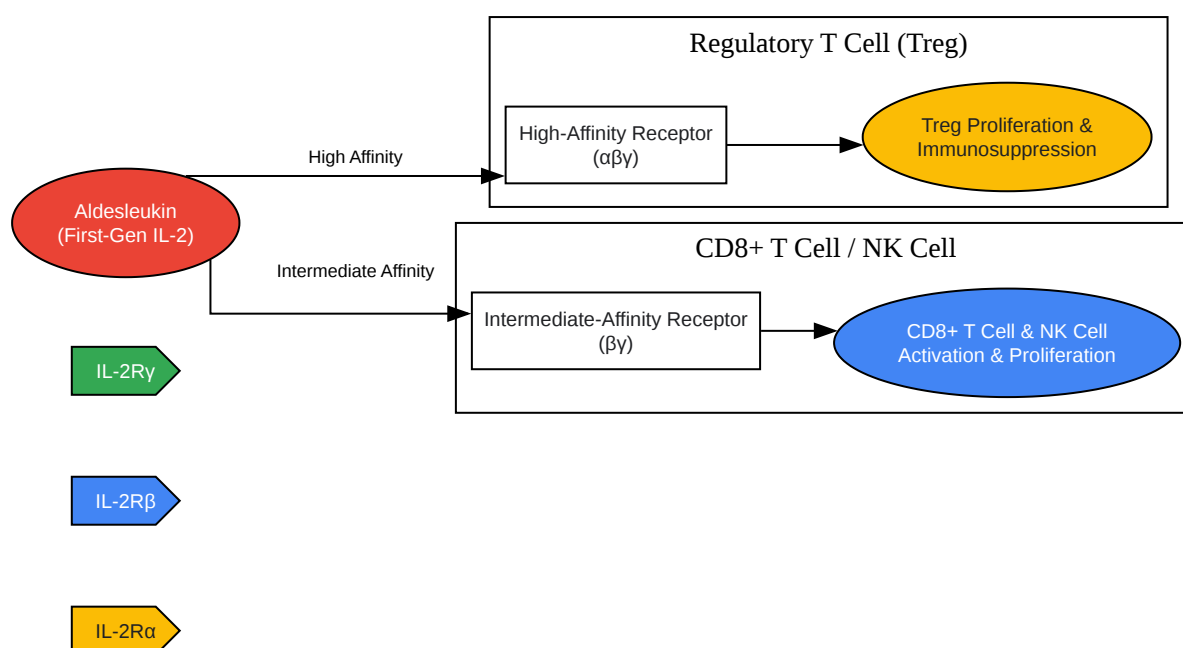 Regulatory T Cell (Treg)
High-Affinity Receptor
(αβγ)
Treg Proliferation &
Immunosuppression
High Affinity
Aldesleukin
(First-Gen IL-2)
Intermediate Affinity
CD8+ T Cell / NK Cell
Intermediate-Affinity Receptor
(βγ)
CD8+ T Cell & NK Cell
Activation & Proliferation
IL-2Rγ
IL-2Rβ
IL-2Rα